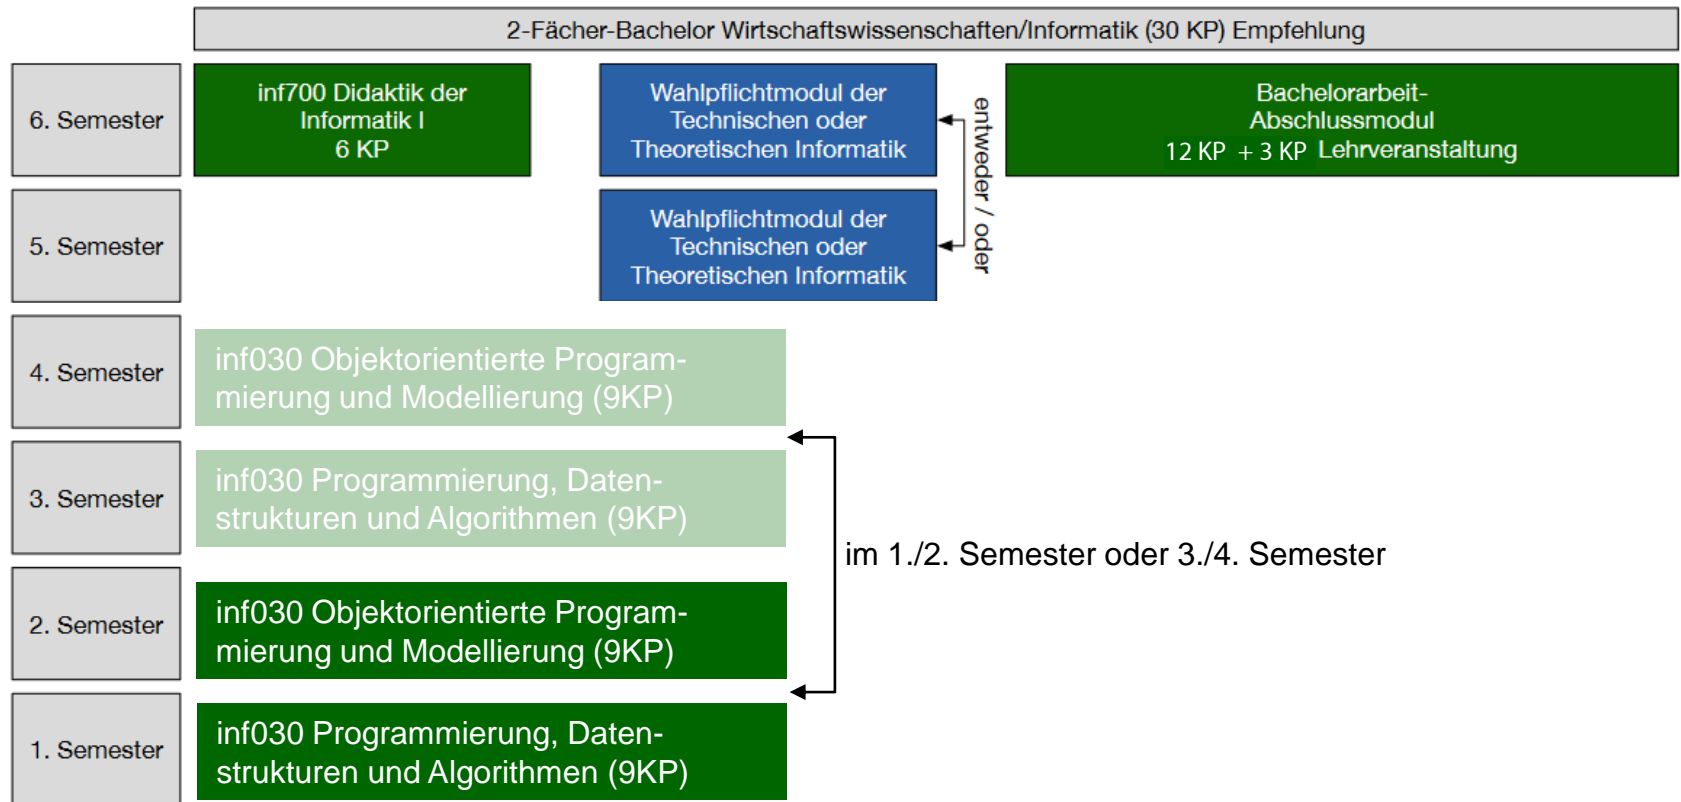 2-Fächer-Bachelor Wirtschaftswissenschaften/Informatik (30 KP) Empfehlung
6. Semester
inf700 Didaktik der
Informatik I
6 KP
Wahlpflichtmodul der
Technischen oder
Theoretischen Informatik
entweder / oder
Bachelorarbeit-
Abschlussmodul
12 KP + 3 KP Lehrveranstaltung
5. Semester
Wahlpflichtmodul der
Technischen oder
Theoretischen Informatik
4. Semester
inf030 Objektorientierte Program-
mierung und Modellierung (9KP)
3. Semester
inf030 Programmierung, Daten-
strukturen und Algorithmen (9KP)
im 1./2. Semester oder 3./4. Semester
2. Semester
inf030 Objektorientierte Program-
mierung und Modellierung (9KP)
1. Semester
inf030 Programmierung, Daten-
strukturen und Algorithmen (9KP)